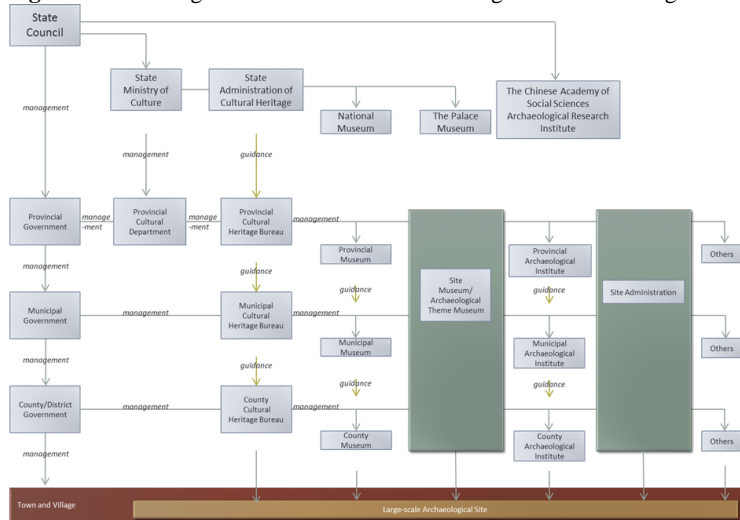 State
Council
management
State
Ministry of
Culture
State
Administration of
Cultural Heritage
National
Museum
The Palace
Museum
The Chinese Academy of
Social Sciences
Archaeological Research
Institute
management
guidance
Provincial
Government
manage
-ment
Provincial
Cultural
Department
manage
-ment
Provincial
Cultural
Heritage Bureau
management
Provincial
Museum
Provincial
Archaeological
Institute
Others
management
guidance
guidance
guidance
Site
Museum/
Archaeological
Theme Museum
Site Administration
Municipal
Government
management
Municipal
Cultural
Heritage Bureau
management
Municipal
Museum
Municipal
Archaeological
Institute
Others
management
guidance
guidance
guidance
County/District
Government
management
County
Cultural
Heritage Bureau
management
County
Museum
County
Archaeological
Institute
Others
management
Town and Village
Large-scale Archaeological Site